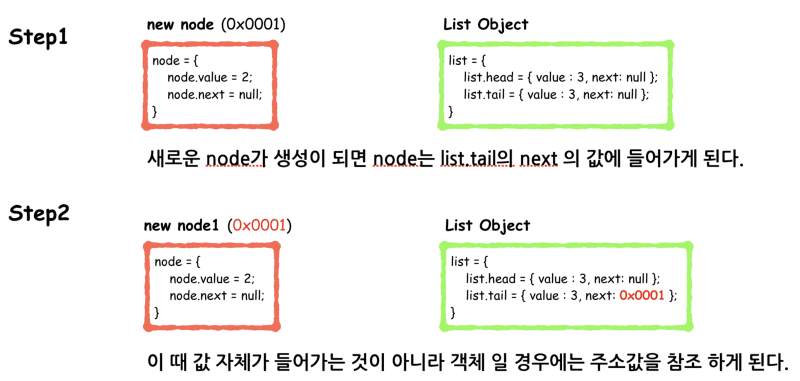 Step1
new node (0x0001)
List Object
node = {
node.value = 2;
node.next = null;
}
list = {
list.head = { value : 3, next: null };
list.tail = { value : 3, next: null };
}
새로운 node가 생성이 되면 node는 list.tail의 next 의 값에 들어가게 된다.
Step2
new node1 (0x0001)
List Object
node = {
node.value = 2;
node.next = null;
}
list = {
list.head = { value : 3, next: null };
list.tail = { value : 3, next: 0x0001 };
}
이 때 값 자체가 들어가는 것이 아니라 객체 일 경우에는 주소값을 참조 하게 된다.